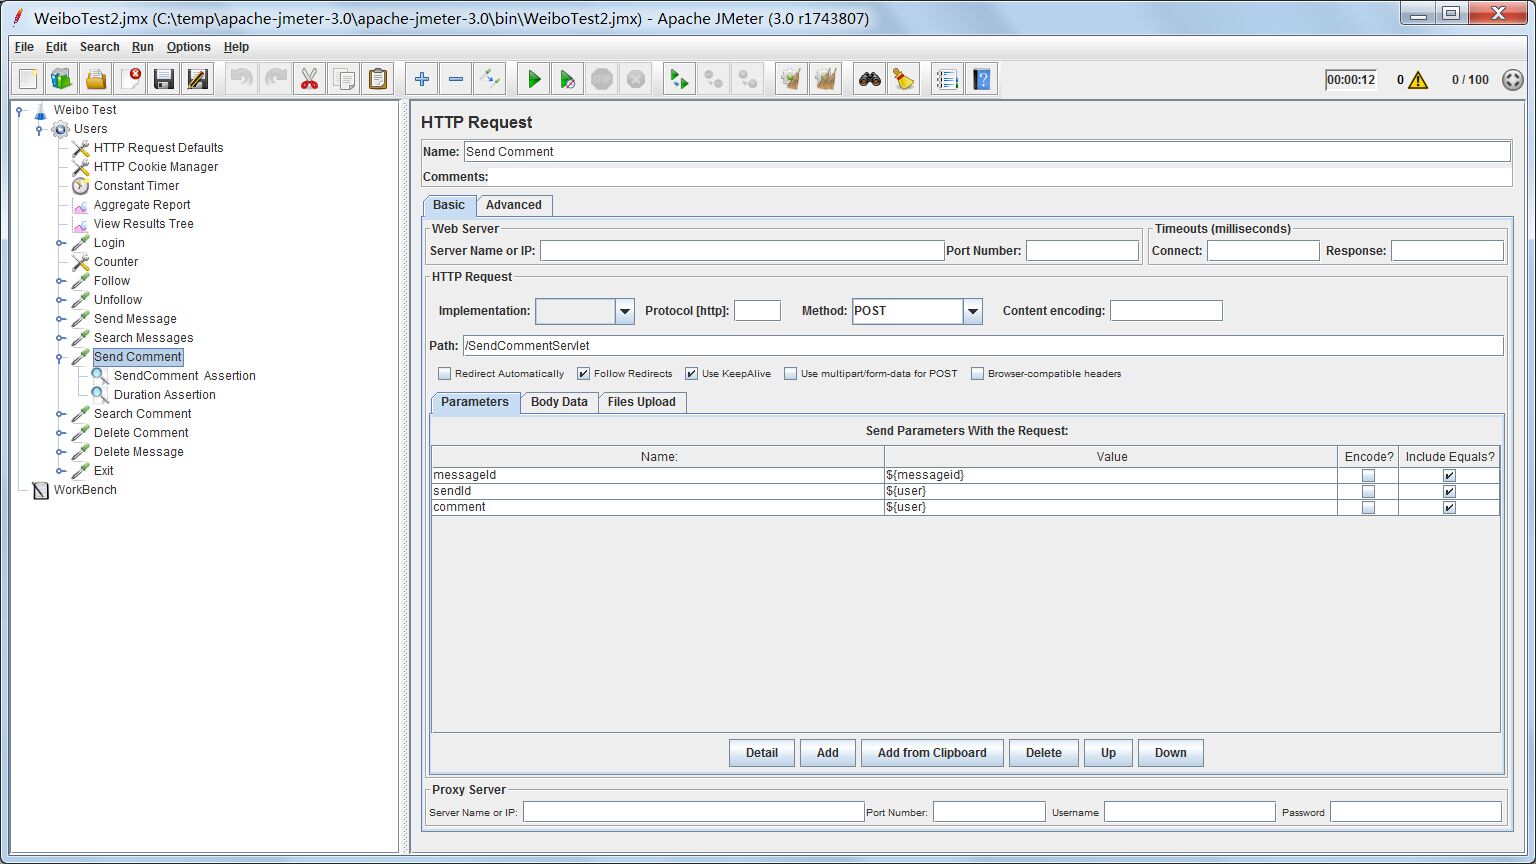 WeiboTest2.jmx (C:\temp\apache-jmeter-3.0\apache-jmeter-3.0\bin\WeiboTest2.jmx) - Apache JMeter (3.0 r1743807)
File Edit Search Run Options Help
STOP 00:00:12 0 0 / 100
Weibo Test
Users
HTTP Request Defaults
HTTP Cookie Manager
Constant Timer
Aggregate Report
View Results Tree
Login
Counter
Follow
Unfollow
Send Message
Search Messages
Send Comment
SendComment Assertion
Duration Assertion
Search Comment
Delete Comment
Delete Message
Exit
WorkBench
HTTP Request
Name: Send Comment
Comments:
Basic Advanced
Web Server
Server Name or IP: Port Number:
Timeouts (milliseconds)
Connect: Response:
HTTP Request
Implementation: Protocol [http]: Method: POST Content encoding:
Path: /SendCommentServlet
Redirect Automatically Follow Redirects Use KeepAlive Use multipart/form-data for POST Browser-compatible headers
Parameters Body Data Files Upload
Send Parameters With the Request:
Name: Value Encode? Include Equals?
messageId ${messageid}
sendId ${user}
comment ${user}
Detail Add Add from Clipboard Delete Up Down
Proxy Server
Server Name or IP: Port Number: Username Password